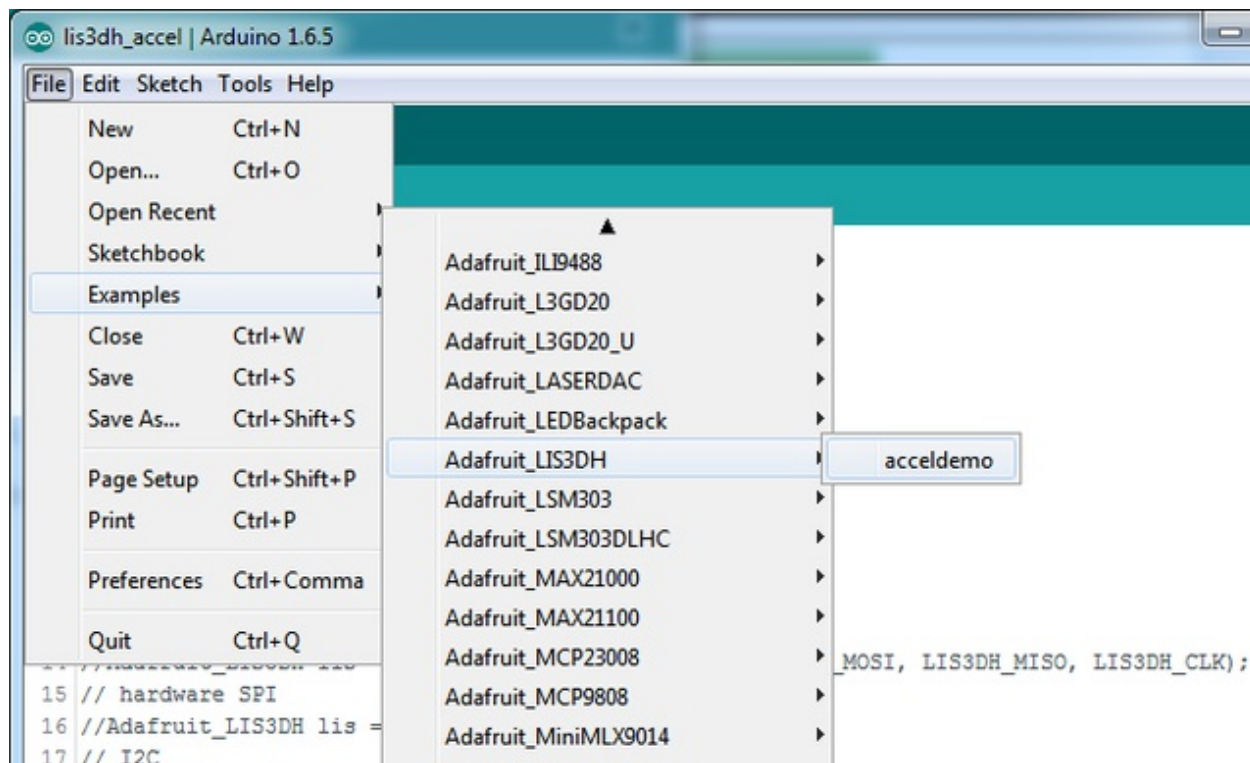 lis3dh_accel | Arduino 1.6.5
File Edit Sketch Tools Help
New Ctrl+N
Open... Ctrl+O
Open Recent
Sketchbook
Examples
Close Ctrl+W
Save Ctrl+S
Save As... Ctrl+Shift+S
Page Setup Ctrl+Shift+P
Print Ctrl+P
Preferences Ctrl+Comma
Quit Ctrl+Q
Adafruit_ILI9488
Adafruit_L3GD20
Adafruit_L3GD20_U
Adafruit_LASERDAC
Adafruit_LEDBackpack
Adafruit_LIS3DH
Adafruit_LSM303
Adafruit_LSM303DLHC
Adafruit_MAX21000
Adafruit_MAX21100
Adafruit_MCP23008
Adafruit_MCP9808
Adafruit_MiniMLX9014
acceldemo
_MOSI, LIS3DH_MISO, LIS3DH_CLK);
15 // hardware SPI
16 //Adafruit_LIS3DH lis =
17 // I2C